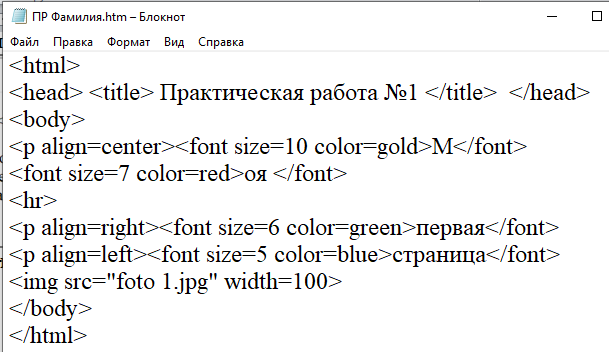 ПР Фамилия.htm – Блокнот
Файл Правка Формат Вид Справка
<html>
<head> <title> Практическая работа №1 </title>  </head>
<body>
<p align=center><font size=10 color=gold>М</font>
<font size=7 color=red>оя </font>
<hr>
<p align=right><font size=6 color=green>первая</font>
<p align=left><font size=5 color=blue>страница</font>
<img src="foto 1.jpg" width=100>
</body>
</html>